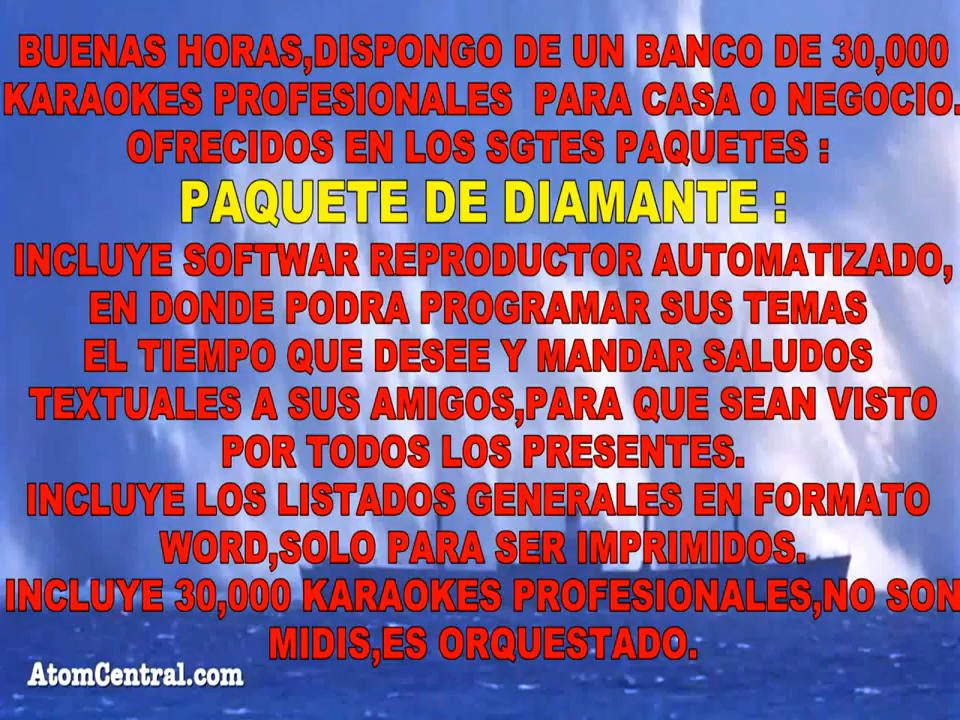 BUENAS HORAS,DISPONGO DE UN BANCO DE 30,000
KARAOKES PROFESIONALES PARA CASA O NEGOCIO.
OFRECIDOS EN LOS SGTES PAQUETES :
PAQUETE DE DIAMANTE :
INCLUYE SOFTWAR REPRODUCTOR AUTOMATIZADO,
EN DONDE PODRA PROGRAMAR SUS TEMAS
EL TIEMPO QUE DESEE Y MANDAR SALUDOS
TEXTUALES A SUS AMIGOS,PARA QUE SEAN VISTO
POR TODOS LOS PRESENTES.
INCLUYE LOS LISTADOS GENERALES EN FORMATO
WORD,SOLO PARA SER IMPRIMIDOS.
INCLUYE 30,000 KARAOKES PROFESIONALES,NO SON
MIDIS,ES ORQUESTADO.
AtomCentral.com